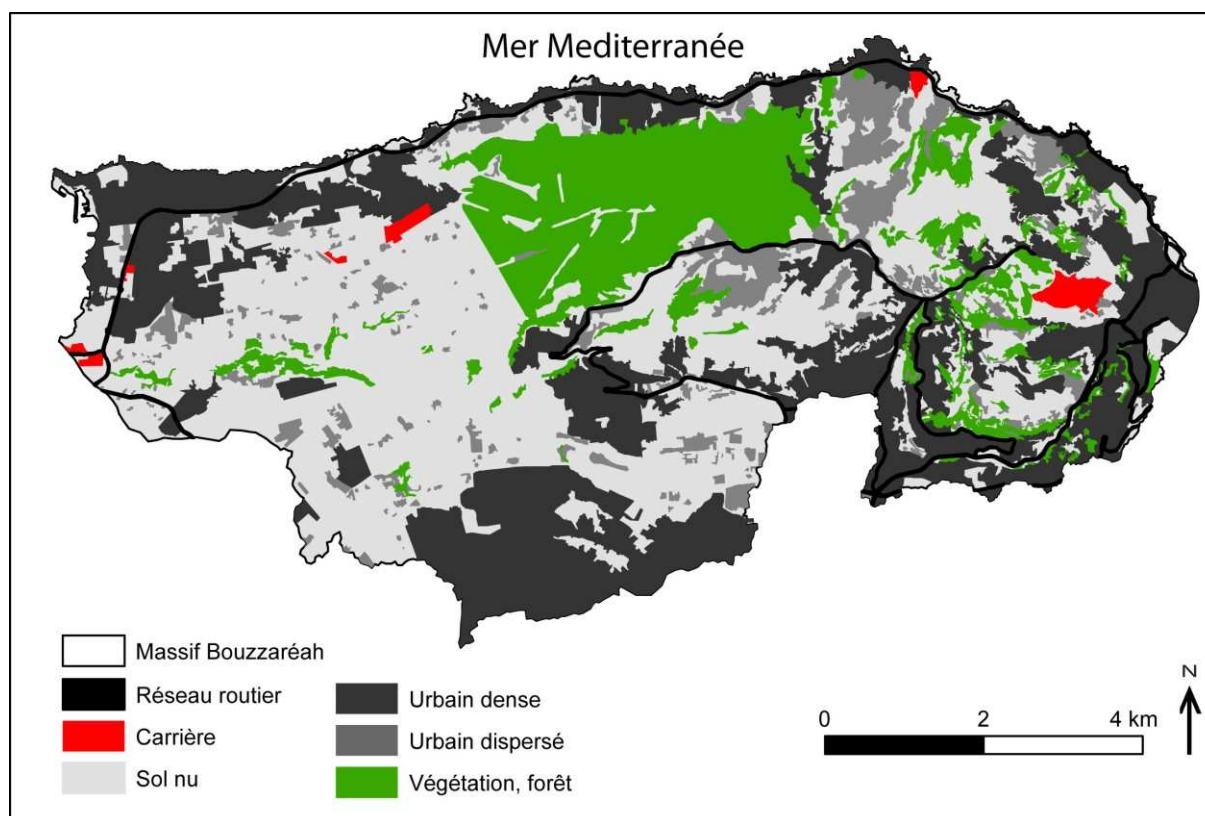 Mer Mediterranée
Massif Bouzzaréah
Réseau routier
Carrière
Sol nu
Urbain dense
Urbain dispersé
Végétation, forêt
0 2 4 km
N